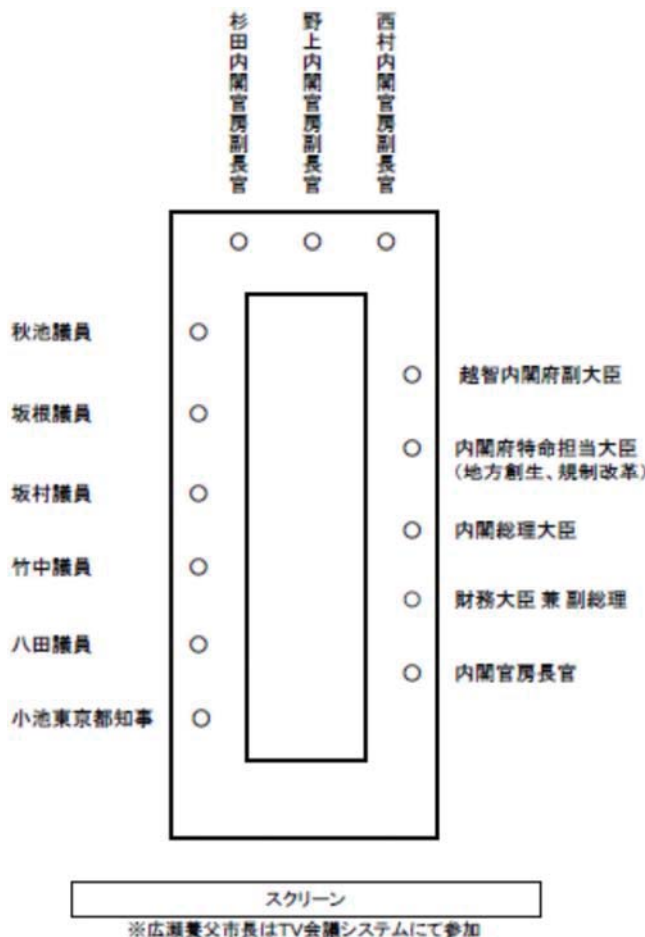 杉田内閣官房副長官
野上内閣官房副長官
西村内閣官房副長官
秋池議員
坂根議員
坂村議員
竹中議員
八田議員
小池東京都知事
越智内閣府副大臣
内閣府特命担当大臣
(地方創生、規制改革)
内閣総理大臣
財務大臣 兼 副総理
内閣官房長官
スクリーン
※広瀬養父市長はTV会議システムにて参加